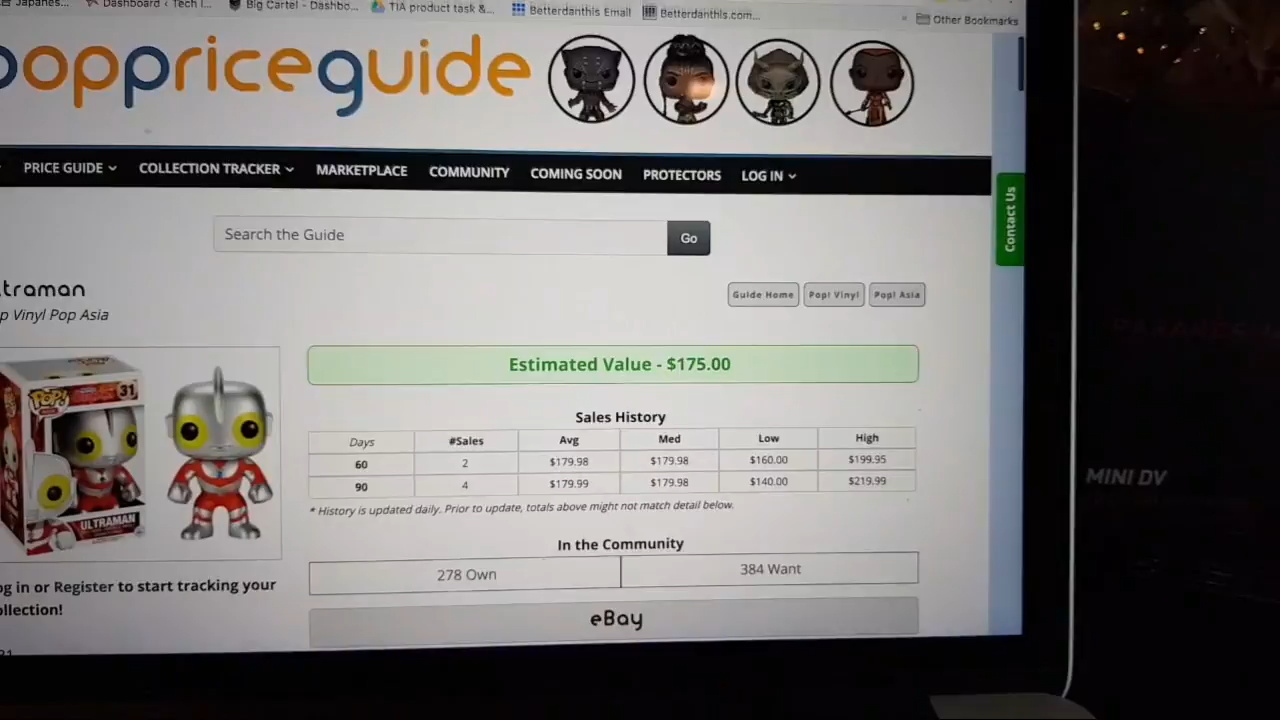 Japanes... Dashboard ‹ Tech I... Big Cartel - Dashbo... TIA product task &... Betterdanthis Email Betterdanthis.com... » Other Bookmarks
oppriceguide
PRICE GUIDE COLLECTION TRACKER MARKETPLACE COMMUNITY COMING SOON PROTECTORS LOG IN
Contact Us
Search the Guide Go
traman
Guide Home Pop! Vinyl Pop! Asia
p Vinyl Pop Asia
Estimated Value - $175.00
POP! 31
ULTRAMAN
Sales History
Days #Sales Avg Med Low High
60 2 $179.98 $179.98 $160.00 $199.95
90 4 $179.99 $179.98 $140.00 $219.99
* History is updated daily. Prior to update, totals above might not match detail below.
In the Community
278 Own 384 Want
og in or Register to start tracking your
ollection!
eBay
MINI DV